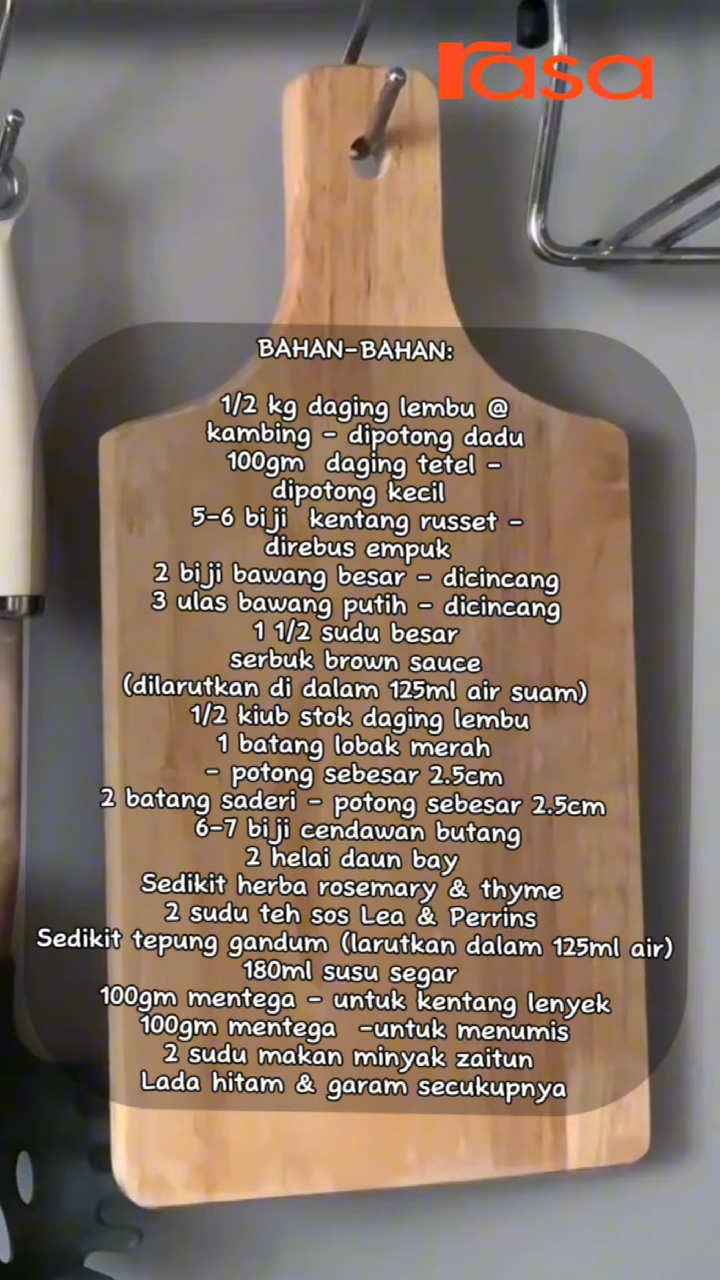 rasa
BAHAN-BAHAN:
1/2 kg daging lembu @
kambing - dipotong dadu
100gm daging tetel -
dipotong kecil
5-6 biji kentang russet -
direbus empuk
2 biji bawang besar - dicincang
3 ulas bawang putih - dicincang
1 1/2 sudu besar
serbuk brown sauce
(dilarutkan di dalam 125ml air suam)
1/2 kiub stok daging lembu
1 batang lobak merah
- potong sebesar 2.5cm
2 batang saderi - potong sebesar 2.5cm
6-7 biji cendawan butang
2 helai daun bay
Sedikit herba rosemary & thyme
2 sudu teh sos Lea & Perrins
Sedikit tepung gandum (larutkan dalam 125ml air)
180ml susu segar
100gm mentega - untuk kentang lenyek
100gm mentega -untuk menumis
2 sudu makan minyak zaitun
Lada hitam & garam secukupnya